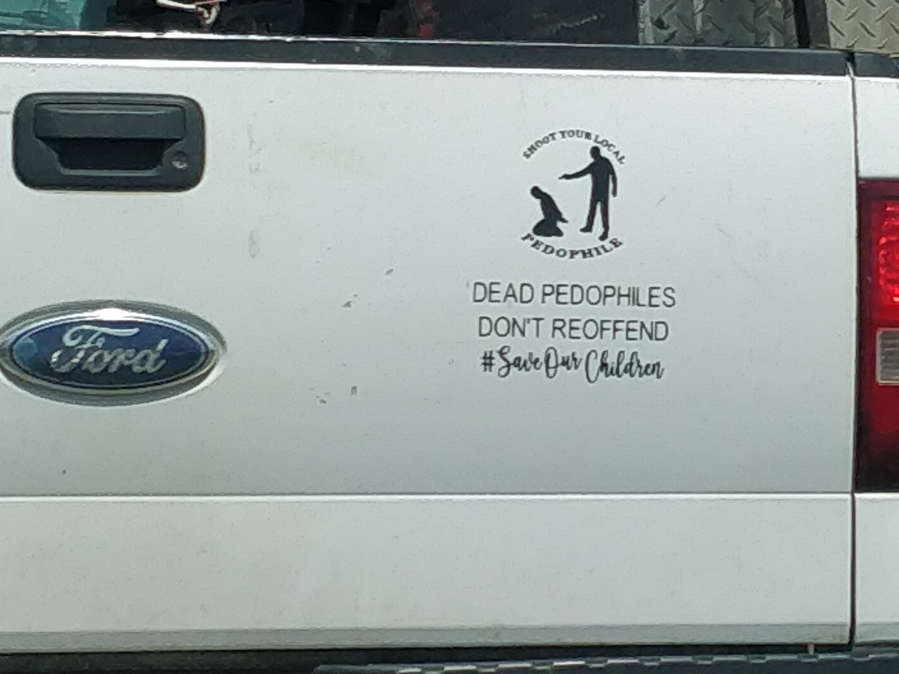 SHOOT YOUR LOCAL
PEDOPHILE
DEAD PEDOPHILES
DON'T REOFFEND
#SaveOurChildren
Ford